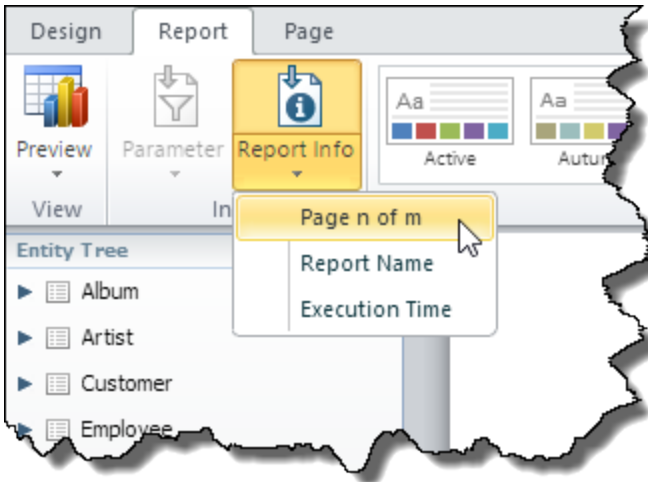 Design Report Page
Aa Aa
Preview Parameter Report Info Active
View In
Page n of m
Entity Tree
Report Name
Album
Execution Time
Artist
Customer
Employee